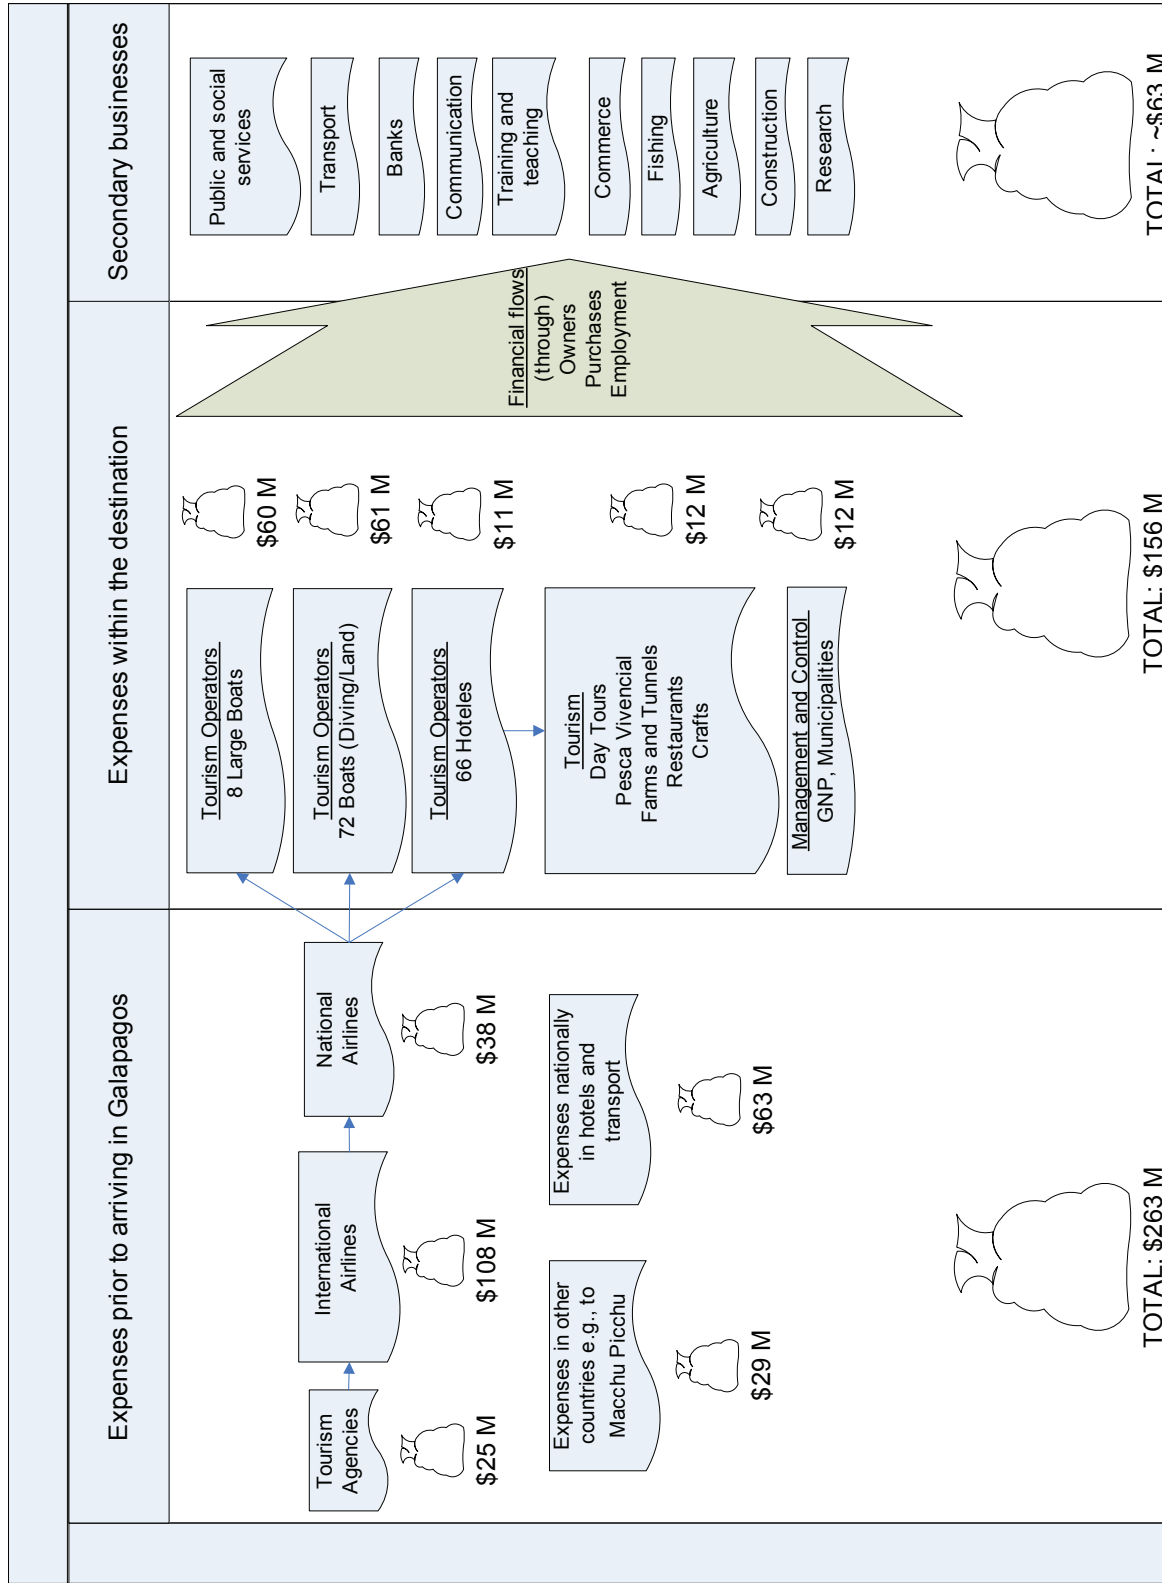 Expenses prior to arriving in Galapagos
Expenses within the destination
Secondary businesses
Tourism
Agencies
$25 M
International
Airlines
$108 M
National
Airlines
$38 M
Expenses in other
countries e.g., to
Macchu Picchu
$29 M
Expenses nationally
in hotels and
transport
$63 M
TOTAL: $263 M
Tourism Operators
8 Large Boats
$60 M
Tourism Operators
72 Boats (Diving/Land)
$61 M
Tourism Operators
66 Hoteles
$11 M
Tourism
Day Tours
Pesca Vivencial
Farms and Tunnels
Restaurants
Crafts
$12 M
Management and Control
GNP, Municipalities
$12 M
TOTAL: $156 M
Financial flows
(through)
Owners
Purchases
Employment
Public and social
services
Transport
Banks
Communication
Training and
teaching
Commerce
Fishing
Agriculture
Construction
Research
TOTAL: ~$63 M